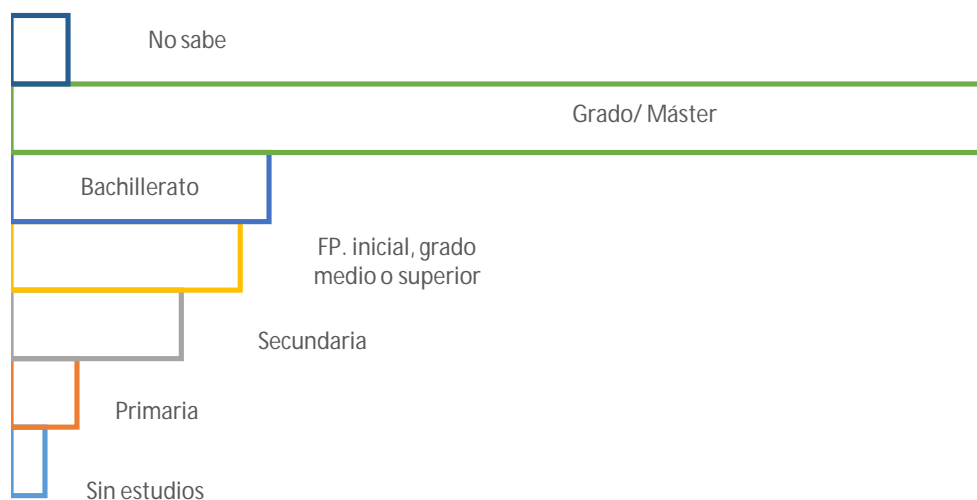 No sabe
Grado/ Máster
Bachillerato
FP. inicial, grado
medio o superior
Secundaria
Primaria
Sin estudios